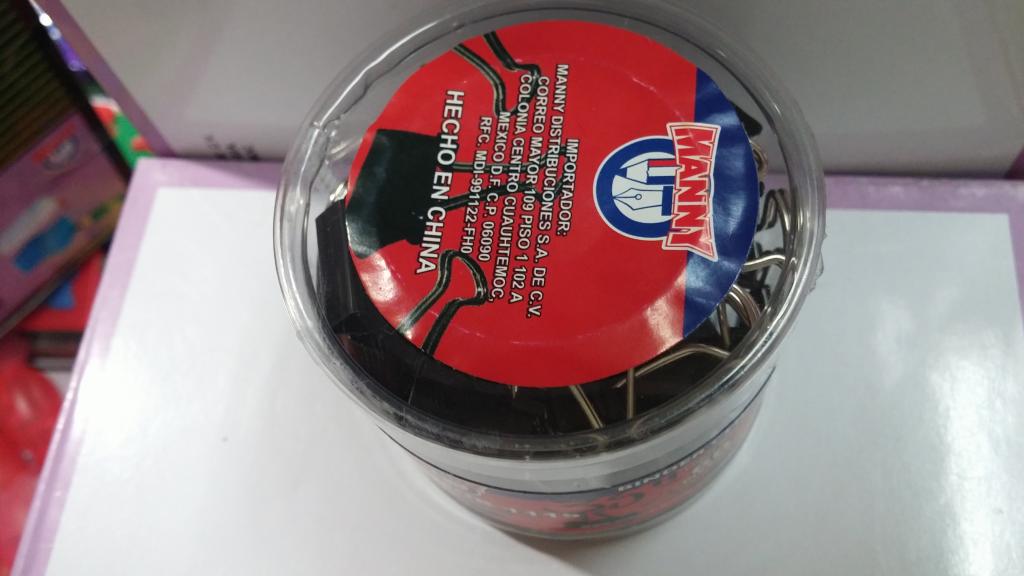 MANNY
IMPORTADOR:
MANNY DISTRIBUCIONES S.A. DE C.V.
CORREO MAYOR 109 PISO 1 102 A
COLONIA CENTRO CUAUHTEMOC,
MEXICO D.F. C.P. 06090
RFC. MDI-991122-FH0
HECHO EN CHINA